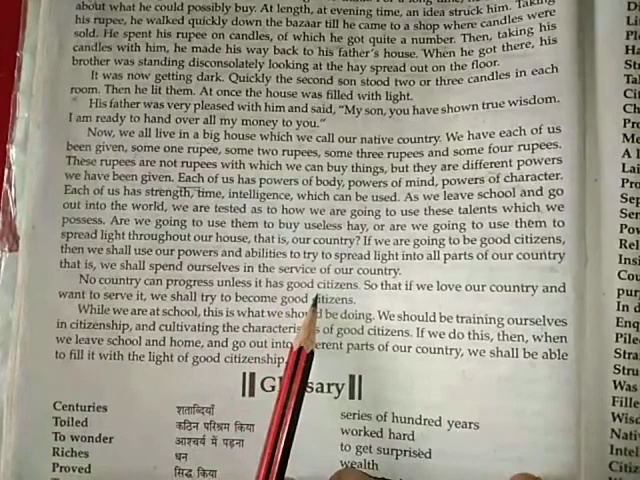 about what he could possibly buy. At length, at evening time, an idea struck him. Taking
his rupee, he walked quickly down the bazaar till he came to a shop where candles were
sold. He spent his rupee on candles, of which he got quite a number. Then, taking his
candles with him, he made his way back to his father's house. When he got there, his
brother was standing disconsolately looking at the hay spread out on the floor.
It was now getting dark. Quickly the second son stood two or three candles in each
room. Then he lit them. At once the house was filled with light.
His father was very pleased with him and said, "My son, you have shown true wisdom.
I am ready to hand over all my money to you."
Now, we all live in a big house which we call our native country. We have each of us
been given, some one rupee, some two rupees, some three rupees and some four rupees.
These rupees are not rupees with which we can buy things, but they are different powers
we have been given. Each of us has powers of body, powers of mind, powers of character.
Each of us has strength, time, intelligence, which can be used. As we leave school and go
out into the world, we are tested as to how we are going to use these talents which we
possess. Are we going to use them to buy useless hay, or are we going to use them to
spread light throughout our house, that is, our country? If we are going to be good citizens,
then we shall use our powers and abilities to try to spread light into all parts of our country
that is, we shall spend ourselves in the service of our country.
No country can progress unless it has good citizens. So that if we love our country and
want to serve it, we shall try to become good citizens.
While we are at school, this is what we should be doing. We should be training ourselves
in citizenship, and cultivating the characteris s of good citizens. If we do this, then, when
we leave school and home, and go out into erent parts of our country, we shall be able
to fill it with the light of good citizenship.
Gl sary
Centuries शताब्दियाँ series of hundred years
Toiled कठिन परिश्रम किया worked hard
To wonder आश्चर्य में पड़ना to get surprised
Riches धन wealth
Proved सिद्ध किया